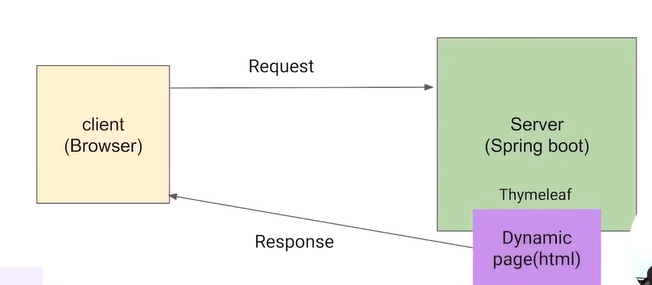 Request
client
(Browser)
Server
(Spring boot)
Thymeleaf
Response
Dynamic
page(html)